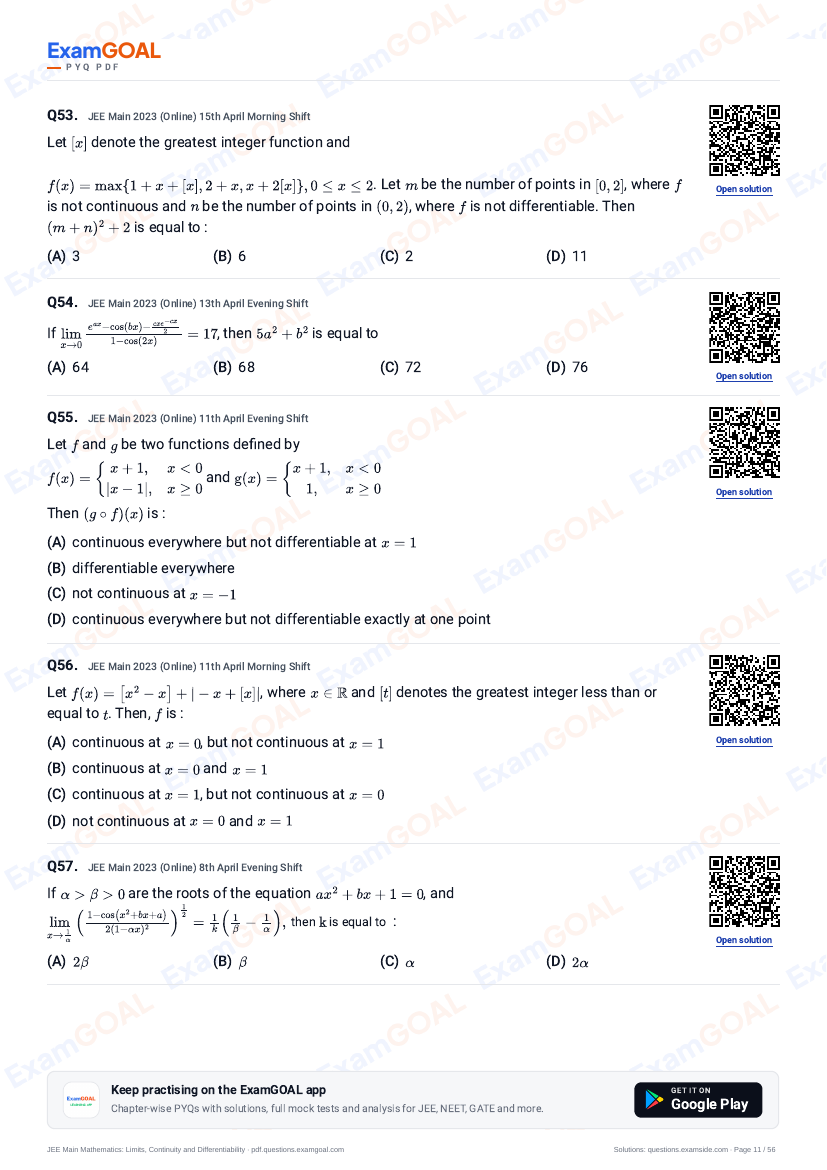 ExamGOAL
PYQ PDF
Q53. JEE Main 2023 (Online) 15th April Morning Shift
Let [x] denote the greatest integer function and
f(x) = max{1 + x + [x], 2 + x, x + 2[x]}, 0 ≤ x ≤ 2. Let m be the number of points in [0, 2], where f
is not continuous and n be the number of points in (0, 2), where f is not differentiable. Then
(m + n)² + 2 is equal to :
(A) 3 (B) 6 (C) 2 (D) 11
Open solution
Q54. JEE Main 2023 (Online) 13th April Evening Shift
If lim_{x→0} (e^{ax} − cos(bx) − (cxe^{−cx})/2) / (1 − cos(2x)) = 17, then 5a² + b² is equal to
(A) 64 (B) 68 (C) 72 (D) 76
Open solution
Q55. JEE Main 2023 (Online) 11th April Evening Shift
Let f and g be two functions defined by
f(x) = { x + 1, x < 0; |x − 1|, x ≥ 0 and g(x) = { x + 1, x < 0; 1, x ≥ 0
Then (g ∘ f)(x) is :
(A) continuous everywhere but not differentiable at x = 1
(B) differentiable everywhere
(C) not continuous at x = −1
(D) continuous everywhere but not differentiable exactly at one point
Open solution
Q56. JEE Main 2023 (Online) 11th April Morning Shift
Let f(x) = [x² − x] + | − x + [x]|, where x ∈ ℝ and [t] denotes the greatest integer less than or
equal to t. Then, f is :
(A) continuous at x = 0, but not continuous at x = 1
(B) continuous at x = 0 and x = 1
(C) continuous at x = 1, but not continuous at x = 0
(D) not continuous at x = 0 and x = 1
Open solution
Q57. JEE Main 2023 (Online) 8th April Evening Shift
If α > β > 0 are the roots of the equation ax² + bx + 1 = 0, and
lim_{x→1/α} ((1−cos(x²+bx+a)) / (2(1−αx)²))^{1/2} = 1/k (1/β − 1/α), then k is equal to :
(A) 2β (B) β (C) α (D) 2α
Open solution
Keep practising on the ExamGOAL app
Chapter-wise PYQs with solutions, full mock tests and analysis for JEE, NEET, GATE and more.
GET IT ON
Google Play
JEE Main Mathematics: Limits, Continuity and Differentiability · pdf.questions.examgoal.com
Solutions: questions.examside.com · Page 11 / 56